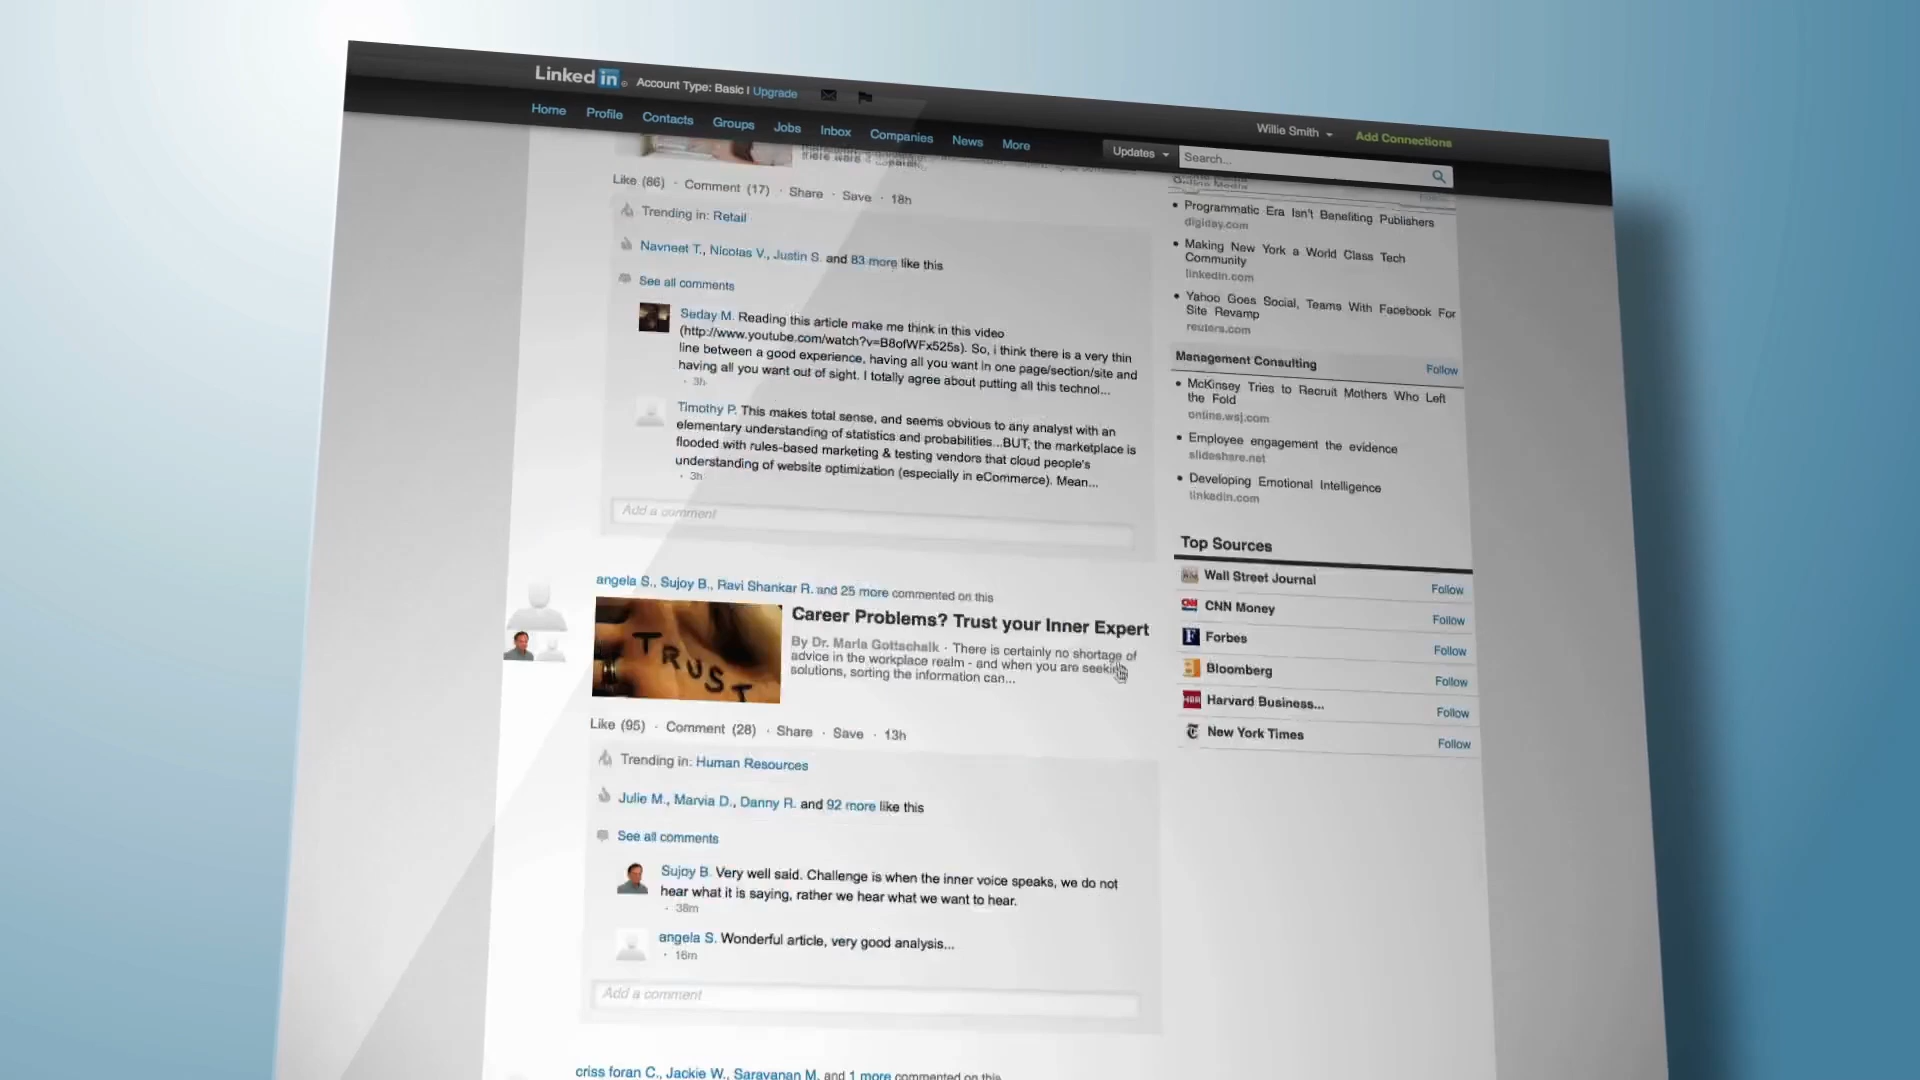 Linked in Account Type: Basic | Upgrade
Home Profile Contacts Groups Jobs Inbox Companies News More
Willie Smith Add Connections
Updates Search...
Like (86) · Comment (17) · Share · Save · 18h
Trending in: Retail
Navneet T., Nicolas V., Justin S. and 83 more like this
See all comments
Seday M. Reading this article make me think in this video
(http://www.youtube.com/watch?v=B8ofWFx525s). So, i think there is a very thin
line between a good experience, having all you want in one page/section/site and
having all you want out of sight. I totally agree about putting all this technol...
· 3h
Timothy P. This makes total sense, and seems obvious to any analyst with an
elementary understanding of statistics and probabilities...BUT, the marketplace is
flooded with rules-based marketing & testing vendors that cloud people's
understanding of website optimization (especially in eCommerce). Mean...
· 3h
Add a comment
angela S., Sujoy B., Ravi Shankar R. and 25 more commented on this
TRUST
Career Problems? Trust your Inner Expert
By Dr. Marla Gottschalk · There is certainly no shortage of
advice in the workplace realm - and when you are seeking
solutions, sorting the information can...
Like (95) · Comment (28) · Share · Save · 13h
Trending in: Human Resources
Julie M., Marvia D., Danny R. and 92 more like this
See all comments
Sujoy B. Very well said. Challenge is when the inner voice speaks, we do not
hear what it is saying, rather we hear what we want to hear.
· 38m
angela S. Wonderful article, very good analysis...
· 16m
Add a comment
criss foran C., Jackie W., Saravanan M. and 1 more commented on this
Online Media
• Programmatic Era Isn't Benefiting Publishers
digiday.com
• Making New York a World Class Tech
Community
linkedin.com
• Yahoo Goes Social, Teams With Facebook For
Site Revamp
reuters.com
Management Consulting Follow
• McKinsey Tries to Recruit Mothers Who Left
the Fold
online.wsj.com
• Employee engagement the evidence
slideshare.net
• Developing Emotional Intelligence
linkedin.com
Top Sources
Wall Street Journal Follow
CNN Money Follow
F Forbes Follow
B Bloomberg Follow
HBR Harvard Business... Follow
T New York Times Follow